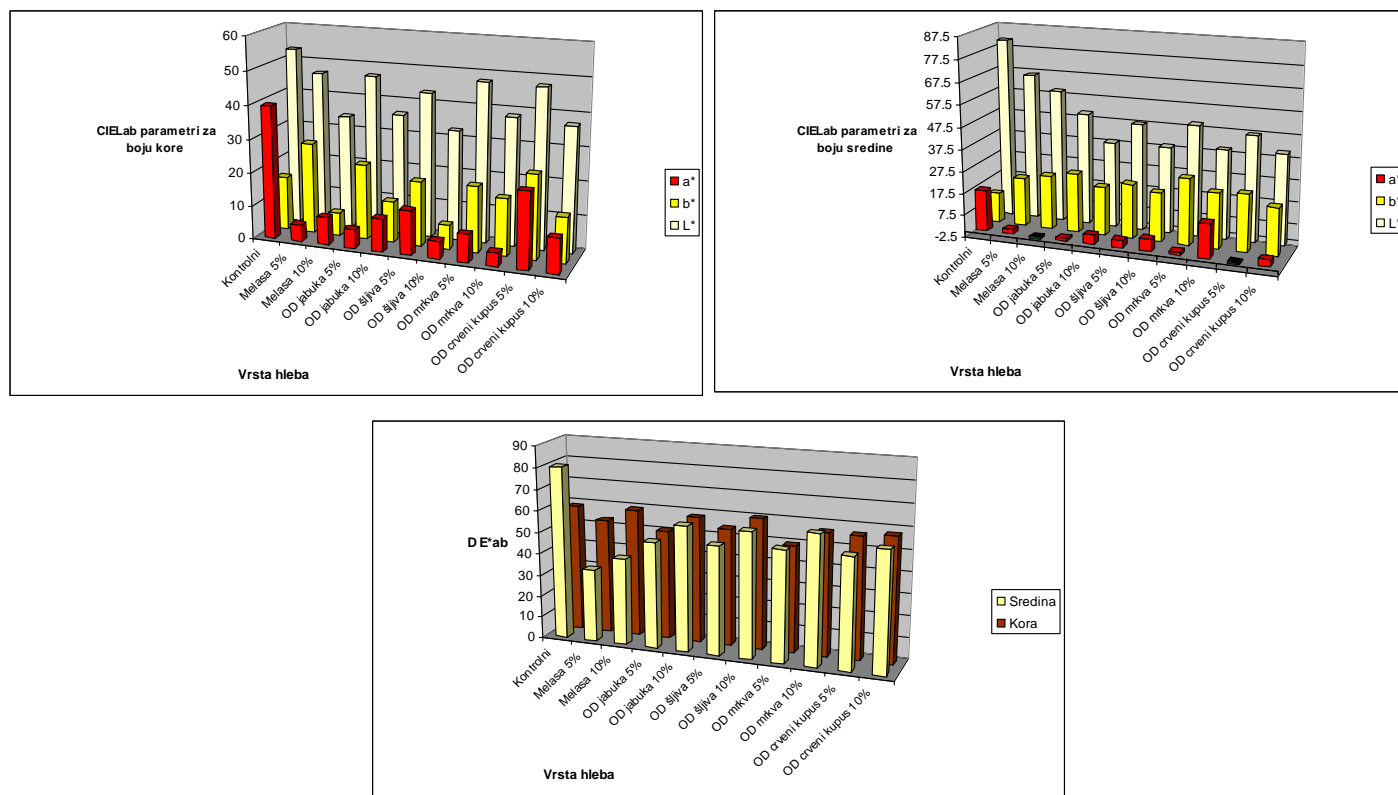 60
50
40
30
20
10
0
CIELab parametri za
boju kore
Kontrolni
Melasa 5%
Melasa 10%
OD jabuka 5%
OD jabuka 10%
OD šljiva 5%
OD šljiva 10%
OD mrkva 5%
OD mrkva 10%
OD crveni kupus 5%
OD crveni kupus 10%
Vrsta hleba
a*
b*
L*
87.5
77.5
67.5
57.5
47.5
37.5
27.5
17.5
7.5
-2.5
CIELab parametri za
boju sredine
Kontrolni
Melasa 5%
Melasa 10%
OD jabuka 5%
OD jabuka 10%
OD šljiva 5%
OD šljiva 10%
OD mrkva 5%
OD mrkva 10%
OD crveni kupus 5%
OD crveni kupus 10%
Vrsta hleba
a*
b*
L*
90
80
70
60
50
40
30
20
10
0
D E*ab
Kontrolni
Melasa 5%
Melasa 10%
OD jabuka 5%
OD jabuka 10%
OD šljiva 5%
OD šljiva 10%
OD mrkva 5%
OD mrkva 10%
OD crveni kupus 5%
OD crveni kupus 10%
Vrsta hleba
Sredina
Kora